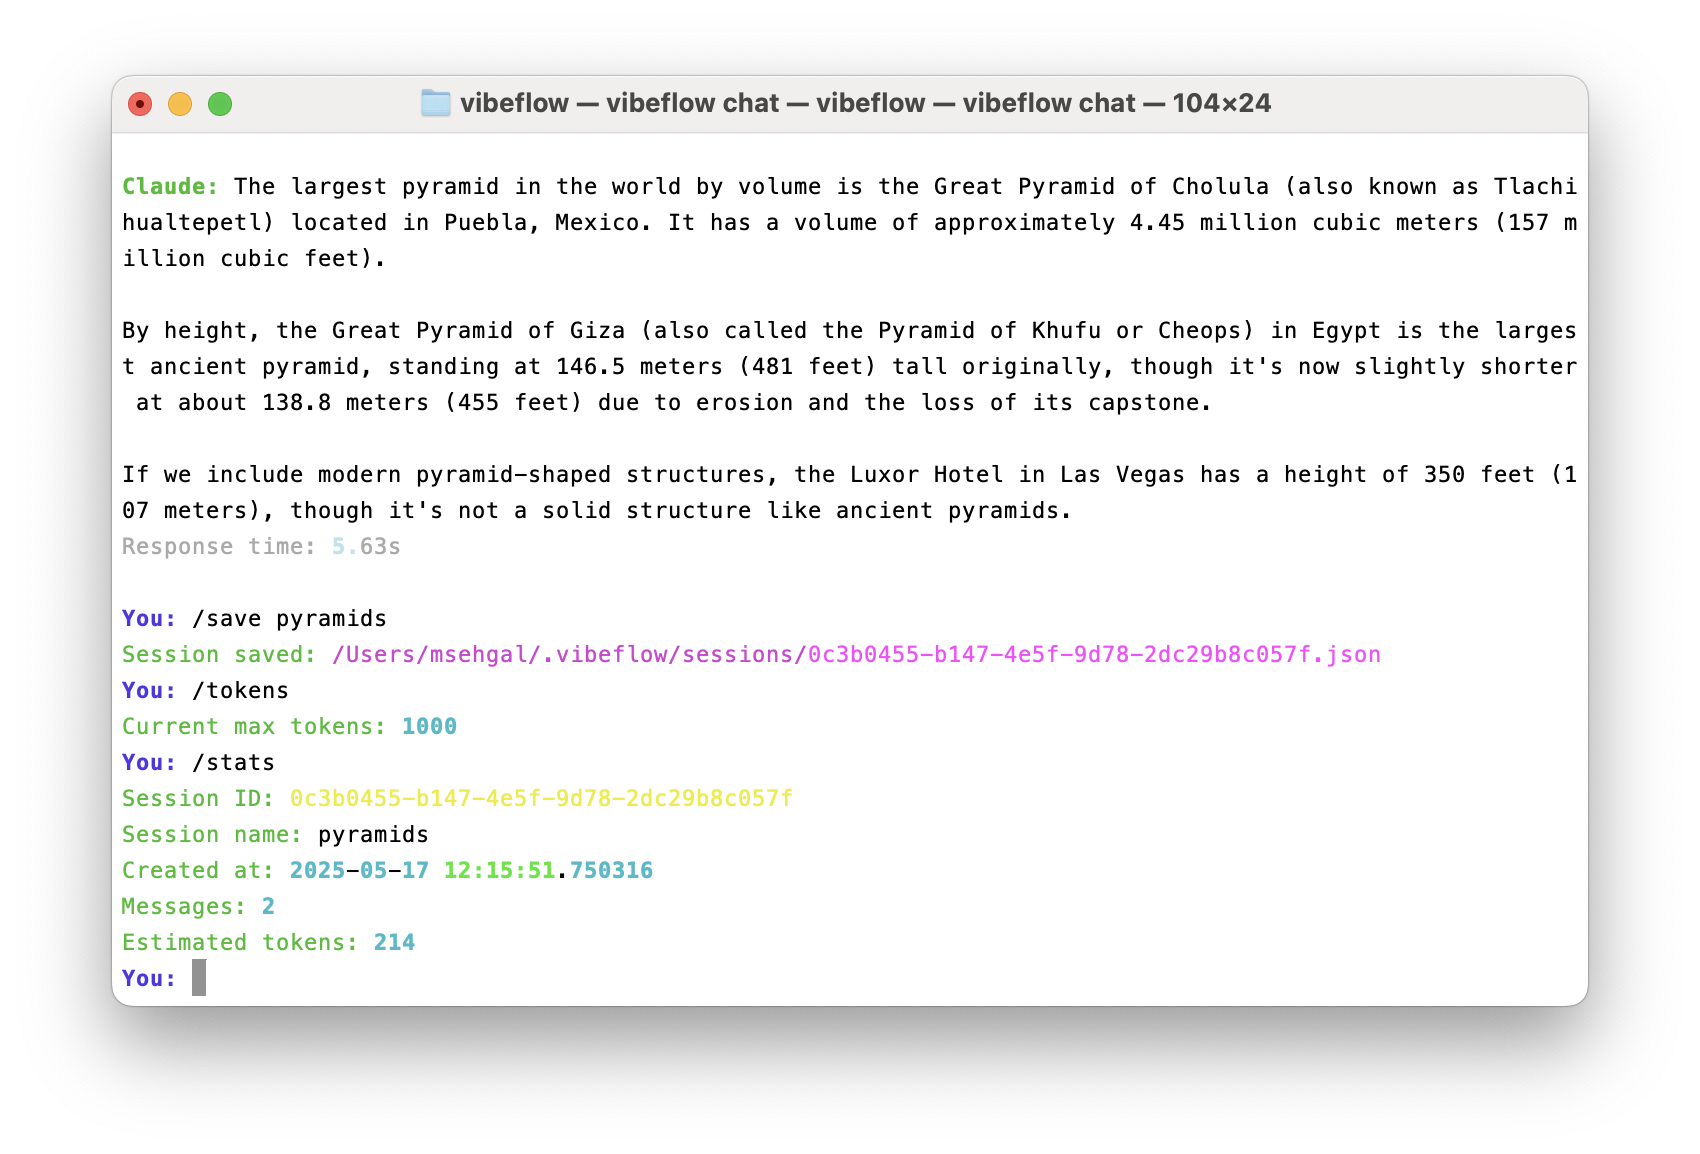 vibeflow — vibeflow chat — vibeflow — vibeflow chat — 104×24
Claude: The largest pyramid in the world by volume is the Great Pyramid of Cholula (also known as Tlachi
hualtepetl) located in Puebla, Mexico. It has a volume of approximately 4.45 million cubic meters (157 m
illion cubic feet).
By height, the Great Pyramid of Giza (also called the Pyramid of Khufu or Cheops) in Egypt is the larges
t ancient pyramid, standing at 146.5 meters (481 feet) tall originally, though it's now slightly shorter
at about 138.8 meters (455 feet) due to erosion and the loss of its capstone.
If we include modern pyramid-shaped structures, the Luxor Hotel in Las Vegas has a height of 350 feet (1
07 meters), though it's not a solid structure like ancient pyramids.
Response time: 5.63s
You: /save pyramids
Session saved: /Users/msehgal/.vibeflow/sessions/0c3b0455-b147-4e5f-9d78-2dc29b8c057f.json
You: /tokens
Current max tokens: 1000
You: /stats
Session ID: 0c3b0455-b147-4e5f-9d78-2dc29b8c057f
Session name: pyramids
Created at: 2025-05-17 12:15:51.750316
Messages: 2
Estimated tokens: 214
You: